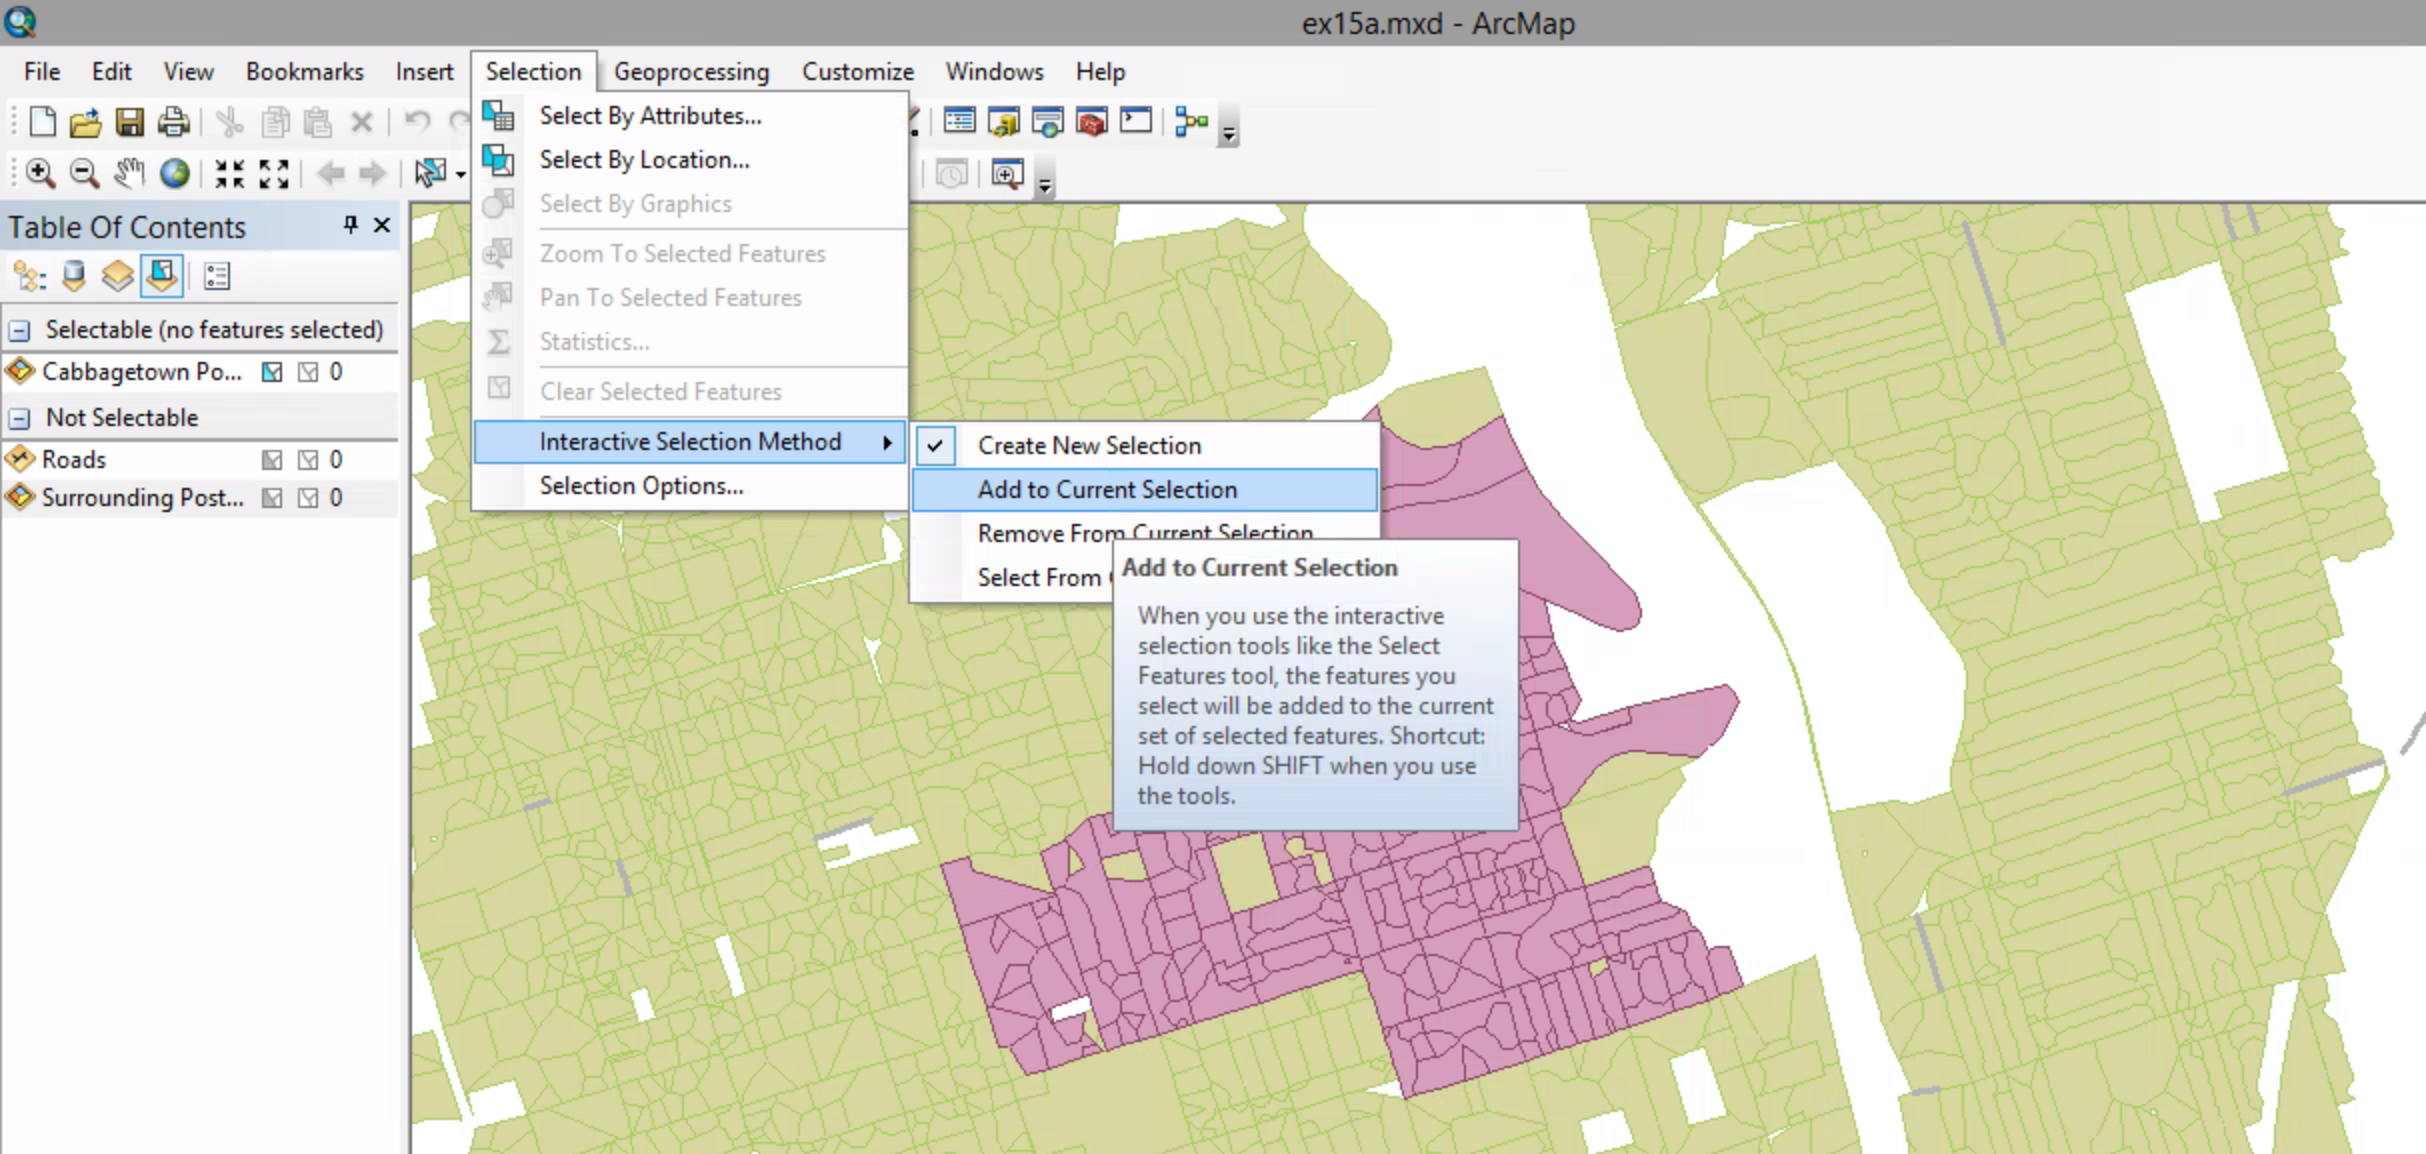 ex15a.mxd - ArcMap
File Edit View Bookmarks Insert Selection Geoprocessing Customize Windows Help
Select By Attributes...
Select By Location...
Select By Graphics
Zoom To Selected Features
Pan To Selected Features
Statistics...
Clear Selected Features
Interactive Selection Method
Selection Options...
Create New Selection
Add to Current Selection
Remove From Current Selection
Select From
Add to Current Selection
When you use the interactive
selection tools like the Select
Features tool, the features you
select will be added to the current
set of selected features. Shortcut:
Hold down SHIFT when you use
the tools.
Table Of Contents
Selectable (no features selected)
Cabbagetown Po... 0
Not Selectable
Roads 0
Surrounding Post... 0